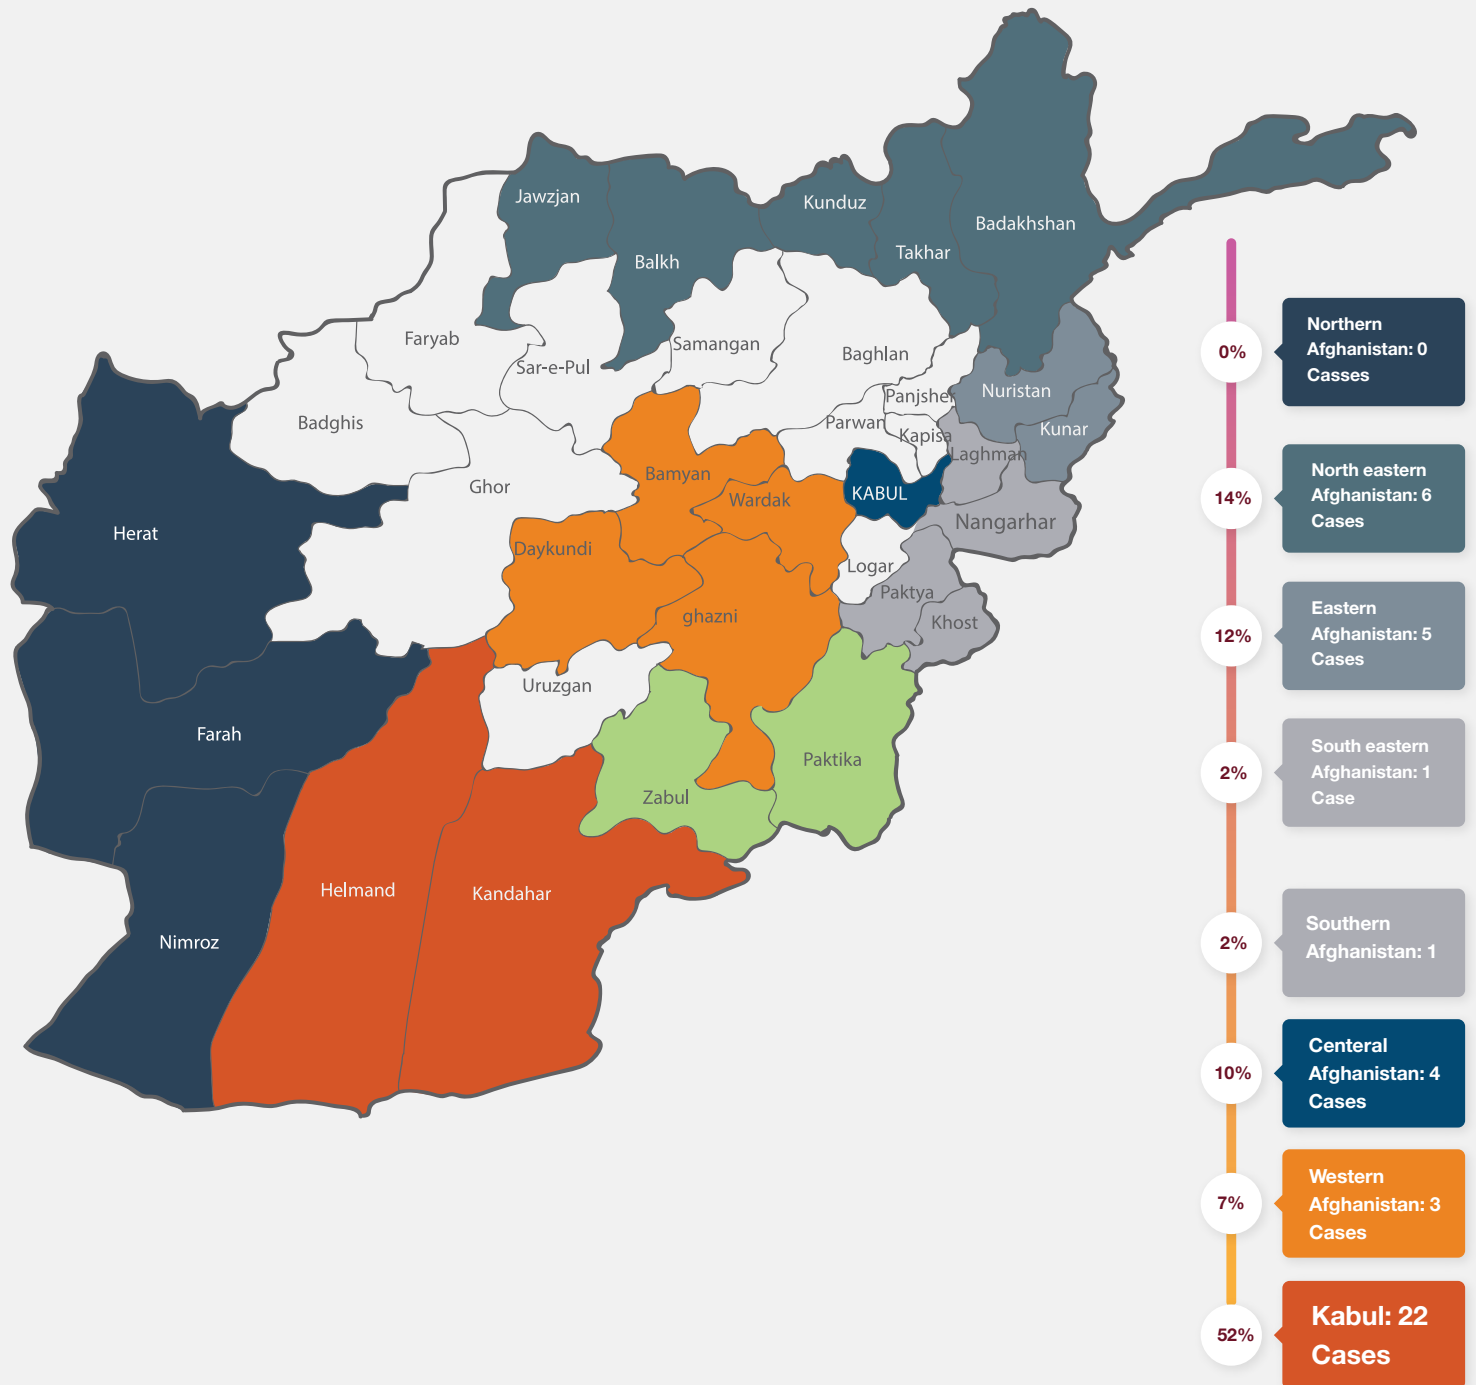 Jawzjan
Kunduz
Badakhshan
Takhar
Balkh
Faryab
Samangan
Baghlan
Sar-e-Pul
Nuristan
Panjsher
Badghis
Parwan
Kapisa
Kunar
Laghman
Bamyan
Ghor
KABUL
Wardak
Nangarhar
Herat
Daykundi
Logar
Paktya
ghazni
Khost
Uruzgan
Farah
Paktika
Zabul
Helmand
Kandahar
Nimroz
0%
Northern
Afghanistan: 0
Casses
14%
North eastern
Afghanistan: 6
Cases
12%
Eastern
Afghanistan: 5
Cases
2%
South eastern
Afghanistan: 1
Case
2%
Southern
Afghanistan: 1
10%
Centeral
Afghanistan: 4
Cases
7%
Western
Afghanistan: 3
Cases
52%
Kabul: 22
Cases